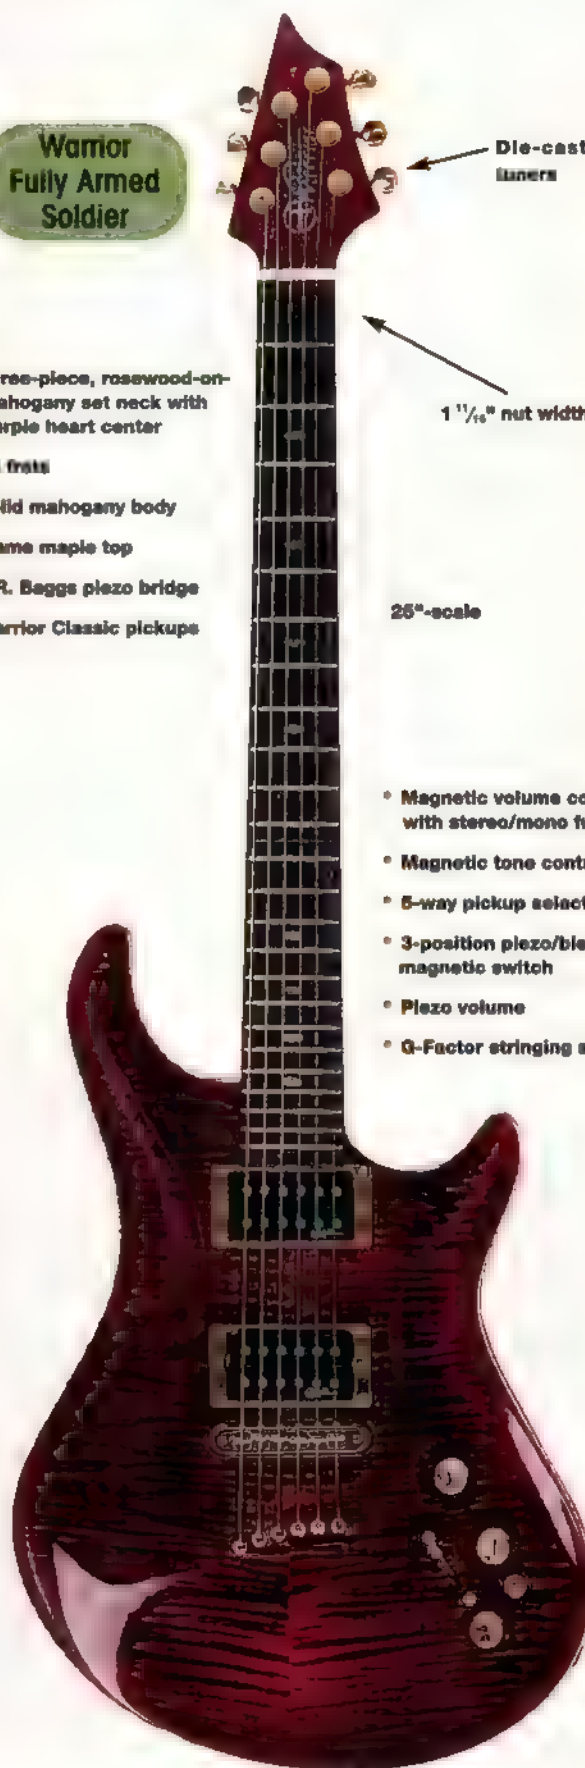 Warrior
Fully Armed
Soldier
Die-cast
tuners
ree-piece, rosewood-on-
ahogany set neck with
urple heart center
1 11/16" nut width
frets
lid mahogany body
ame maple top
R. Baggs piezo bridge
arrior Classic pickups
25"-scale
• Magnetic volume co
with stereo/mono fu
• Magnetic tone contr
• 5-way pickup select
• 3-position piezo/ble
magnetic switch
• Piezo volume
• G-Factor stringing s